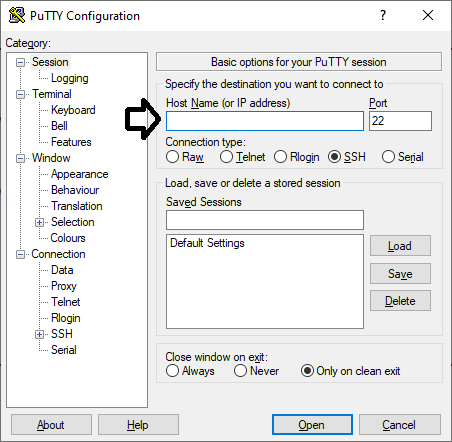 PuTTY Configuration
?
Category:
Session
Logging
Terminal
Keyboard
Bell
Features
Window
Appearance
Behaviour
Translation
Selection
Colours
Connection
Data
Proxy
Telnet
Rlogin
SSH
Serial
Basic options for your PuTTY session
Specify the destination you want to connect to
Host Name (or IP address) Port
22
Connection type:
Raw Telnet Rlogin SSH Serial
Load, save or delete a stored session
Saved Sessions
Default Settings
Load
Save
Delete
Close window on exit:
Always Never Only on clean exit
About Help Open Cancel